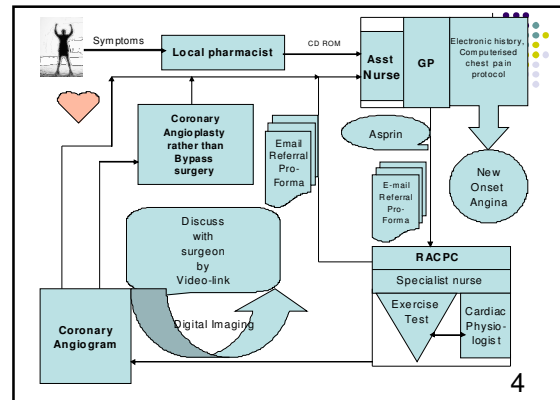 Symptoms
Local pharmacist
CD ROM
Asst
Nurse
GP
Electronic history,
Computerised
chest pain
protocol
Coronary
Angioplasty
rather than
Bypass
surgery
Email
Referral
Pro-
Forma
Asprin
E-mail
Referral
Pro-
Forma
New
Onset
Angina
Discuss
with
surgeon
by
Video-link
Digital Imaging
RACPC
Specialist nurse
Exercise
Test
Cardiac
Physio-
logist
Coronary
Angiogram
4